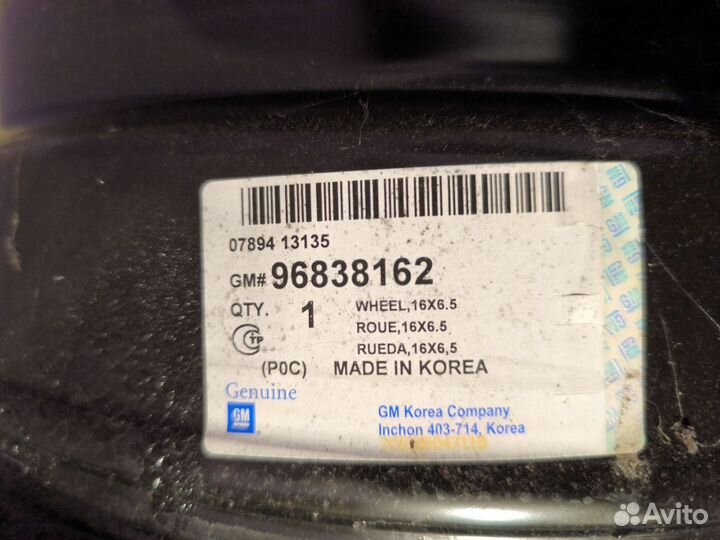 07894 13135
GM# 96838162
QTY. 1 WHEEL,16X6.5
ROUE,16X6.5
RUEDA,16X6,5
(P0C) MADE IN KOREA
Genuine
GM
GM Korea Company
Inchon 403-714, Korea
Avito